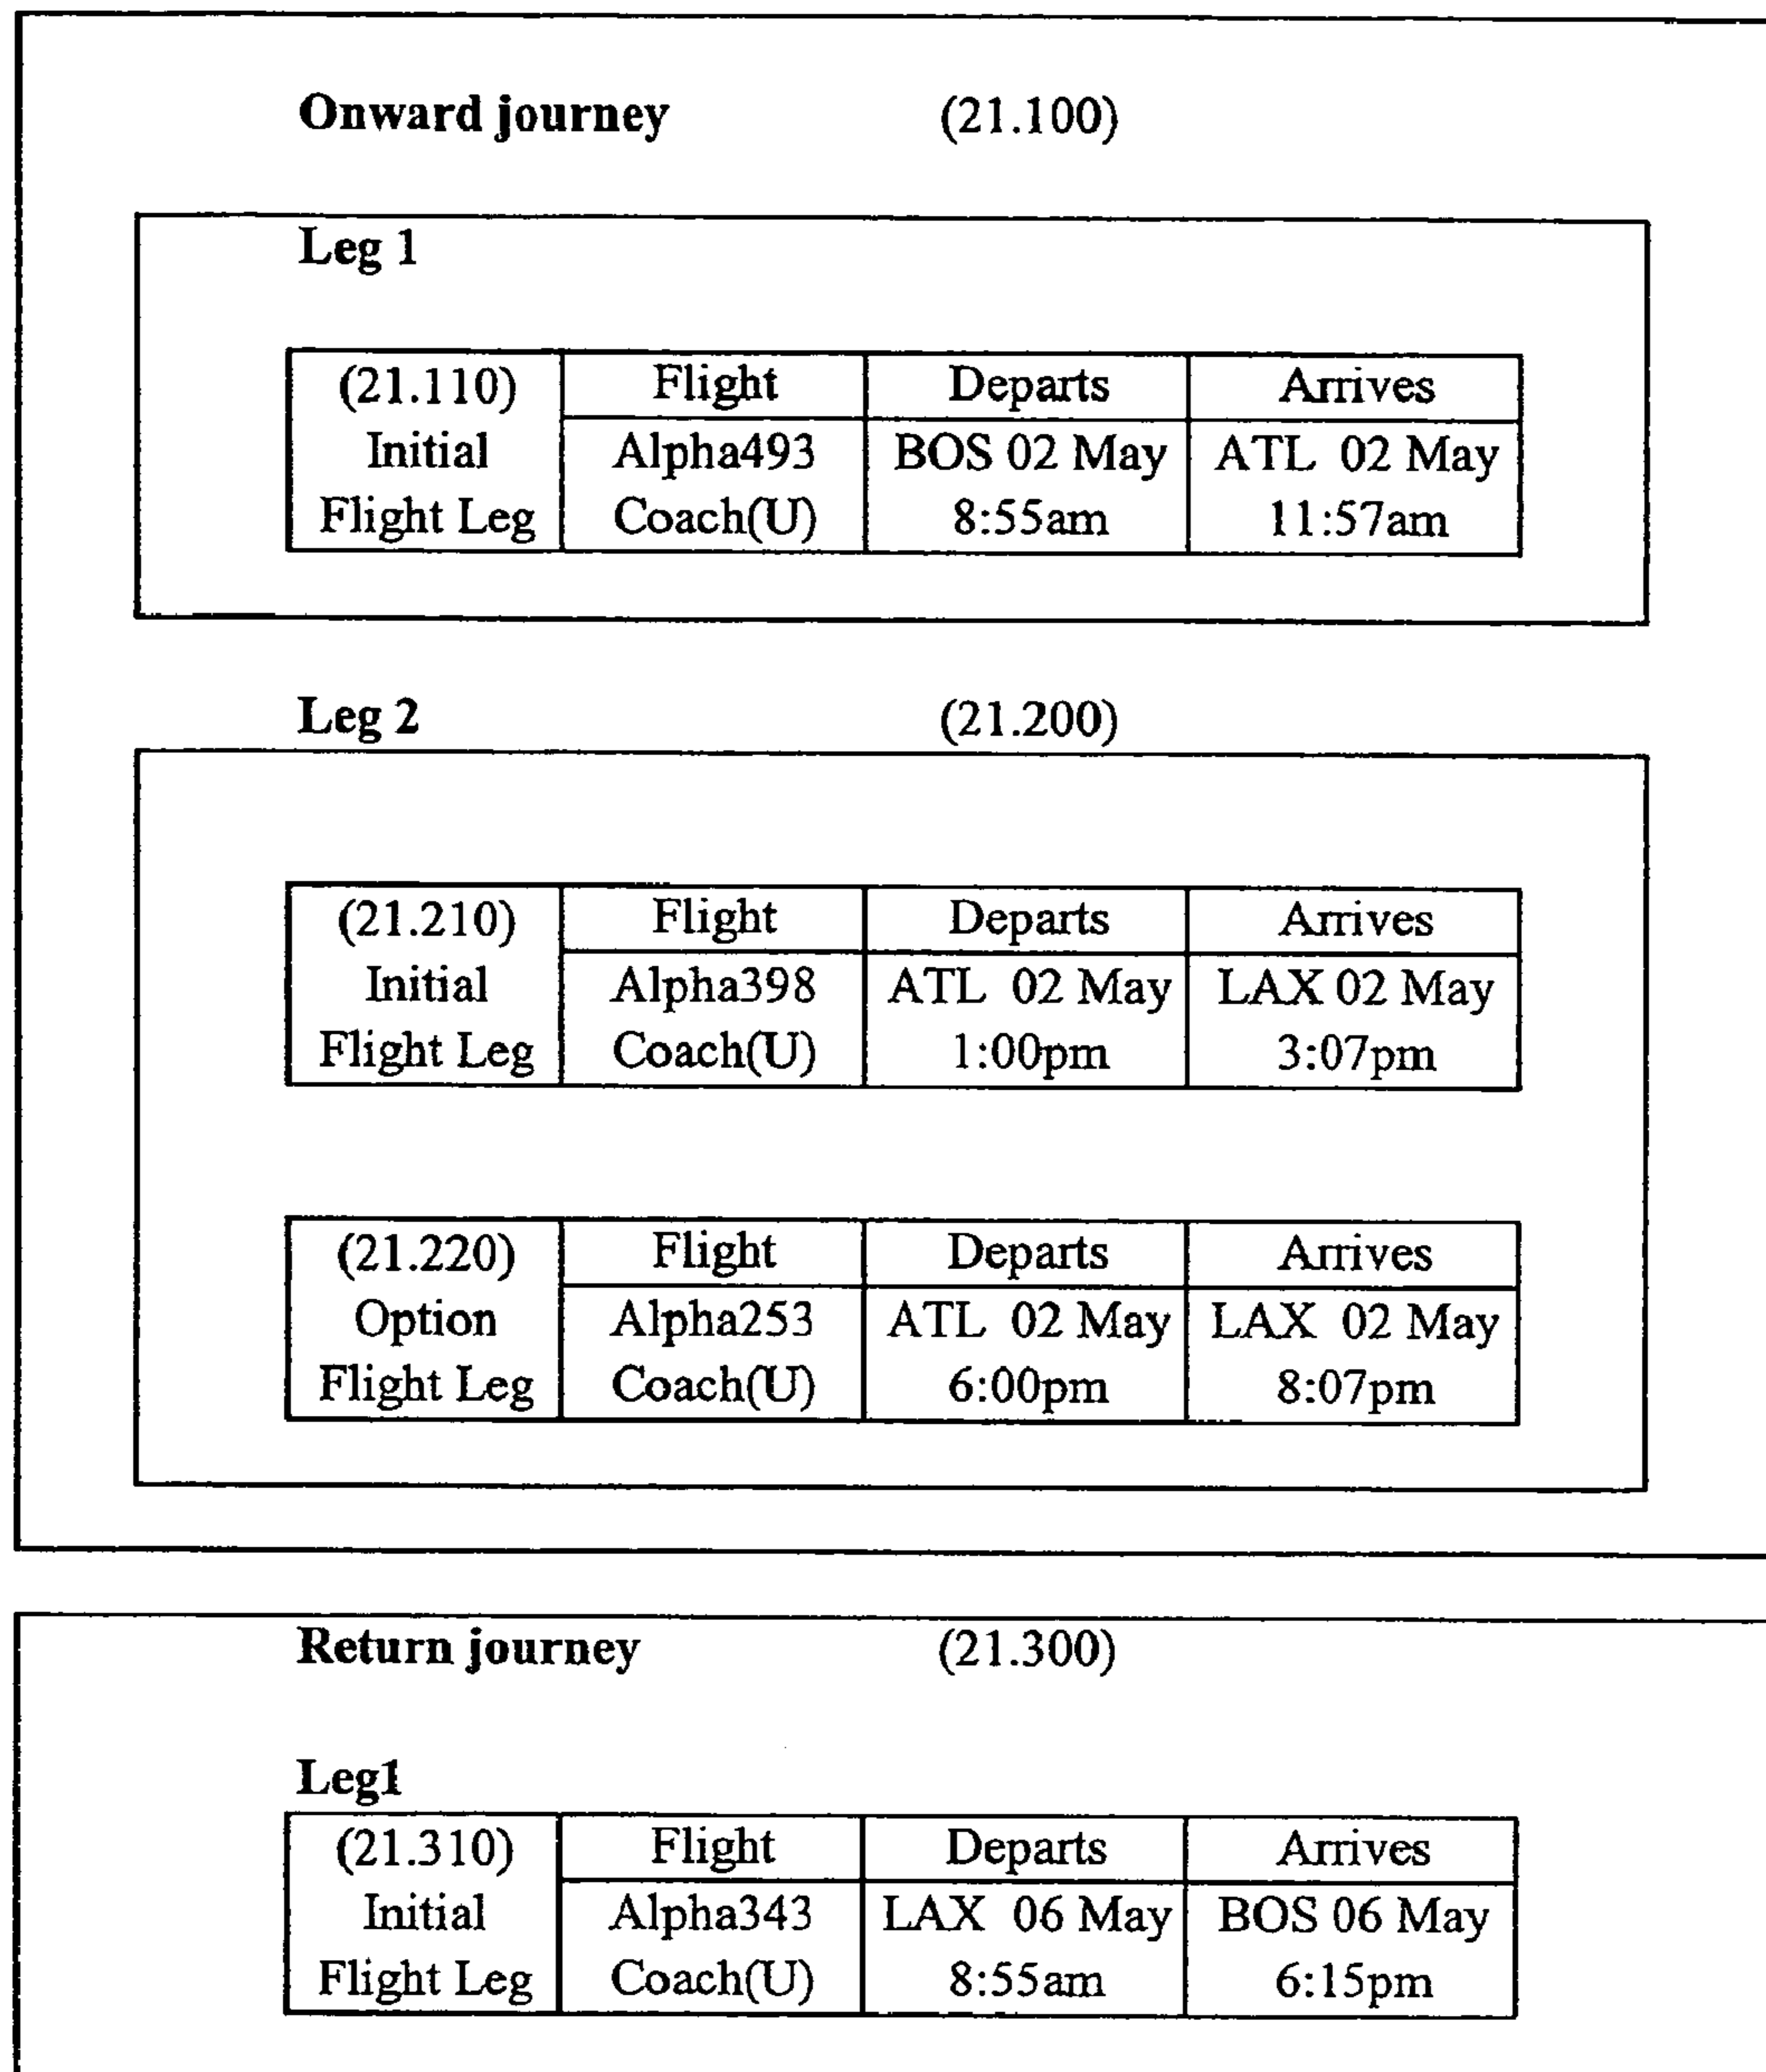 Onward journey (21.100)
Leg 1
(21.110) Flight Departs Arrives
Initial Alpha493 BOS 02 May ATL 02 May
Flight Leg Coach(U) 8:55am 11:57am
Leg 2 (21.200)
(21.210) Flight Departs Arrives
Initial Alpha398 ATL 02 May LAX 02 May
Flight Leg Coach(U) 1:00pm 3:07pm
(21.220) Flight Departs Arrives
Option Alpha253 ATL 02 May LAX 02 May
Flight Leg Coach(U) 6:00pm 8:07pm
Return journey (21.300)
Leg1
(21.310) Flight Departs Arrives
Initial Alpha343 LAX 06 May BOS 06 May
Flight Leg Coach(U) 8:55am 6:15pm